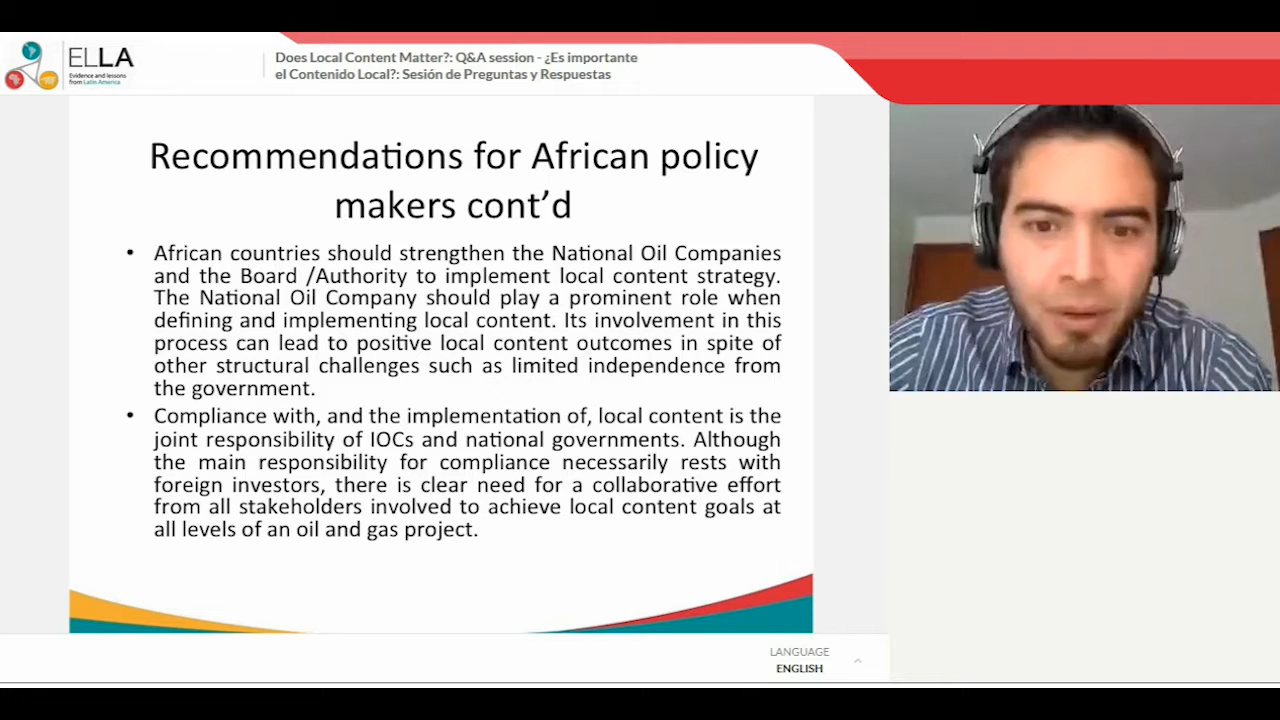 ELLA
Evidence and lessons
from Latin America
Does Local Content Matter?: Q&A session - ¿Es importante
el Contenido Local?: Sesión de Preguntas y Respuestas
Recommendations for African policy
makers cont’d
• African countries should strengthen the National Oil Companies
and the Board /Authority to implement local content strategy.
The National Oil Company should play a prominent role when
defining and implementing local content. Its involvement in this
process can lead to positive local content outcomes in spite of
other structural challenges such as limited independence from
the government.
• Compliance with, and the implementation of, local content is the
joint responsibility of IOCs and national governments. Although
the main responsibility for compliance necessarily rests with
foreign investors, there is clear need for a collaborative effort
from all stakeholders involved to achieve local content goals at
all levels of an oil and gas project.
LANGUAGE
ENGLISH